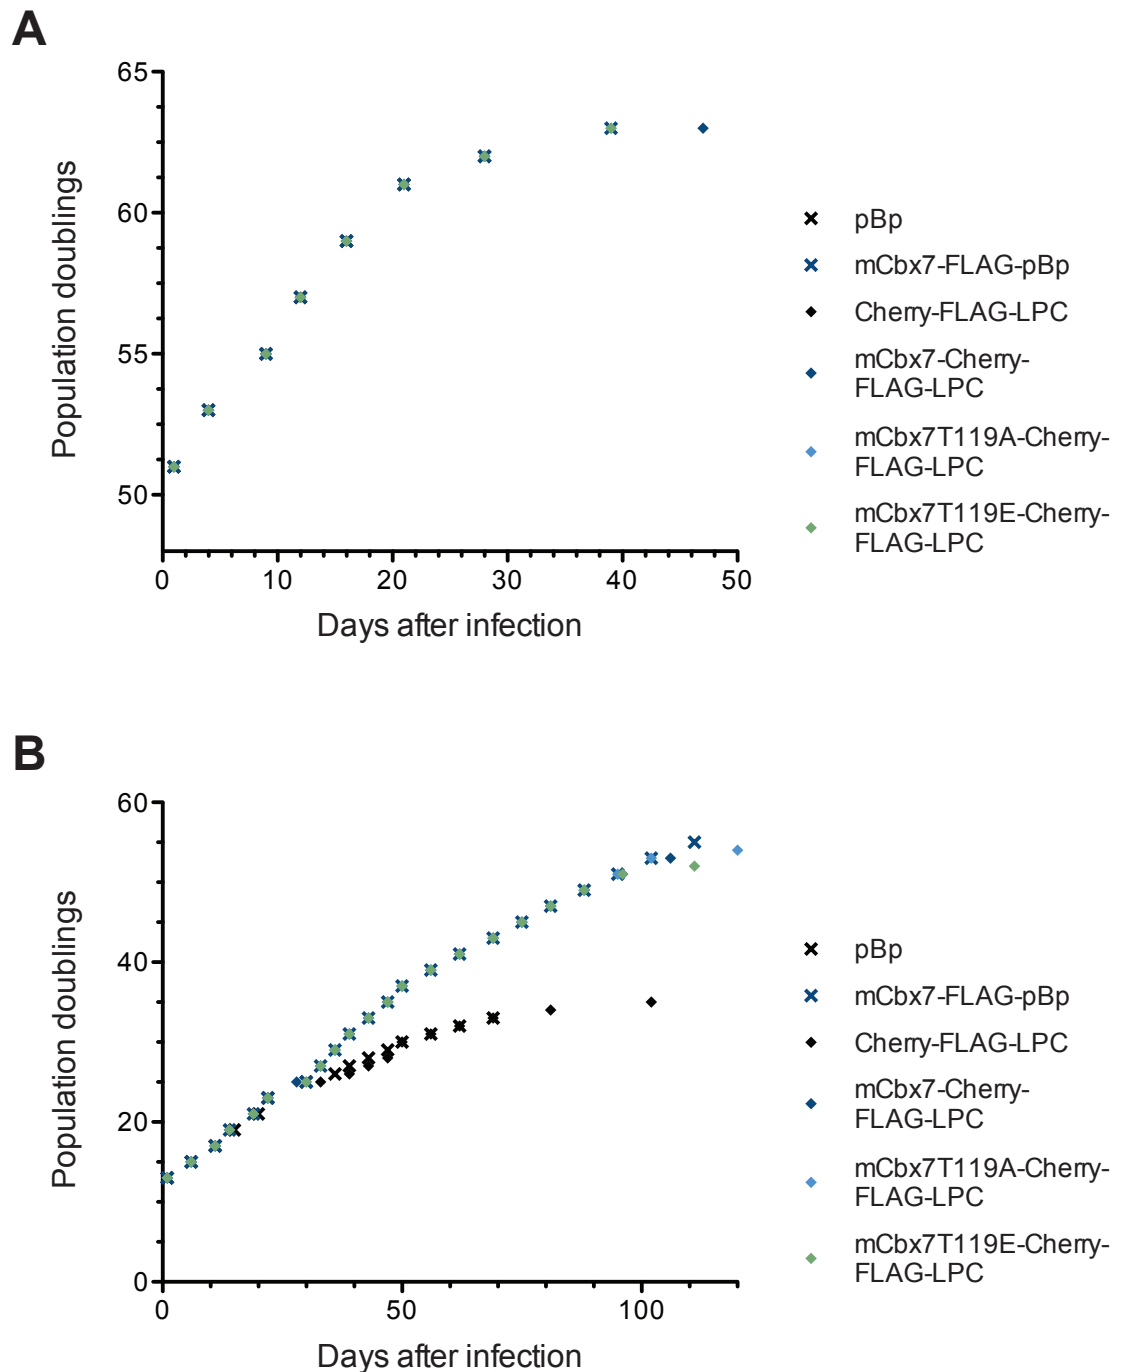 A
65
60
55
50
0 10 20 30 40 50
Population doublings
Days after infection
pBp
mCbx7-FLAG-pBp
Cherry-FLAG-LPC
mCbx7-Cherry-
FLAG-LPC
mCbx7T119A-Cherry-
FLAG-LPC
mCbx7T119E-Cherry-
FLAG-LPC
B
60
40
20
0
0 50 100
Population doublings
Days after infection
pBp
mCbx7-FLAG-pBp
Cherry-FLAG-LPC
mCbx7-Cherry-
FLAG-LPC
mCbx7T119A-Cherry-
FLAG-LPC
mCbx7T119E-Cherry-
FLAG-LPC